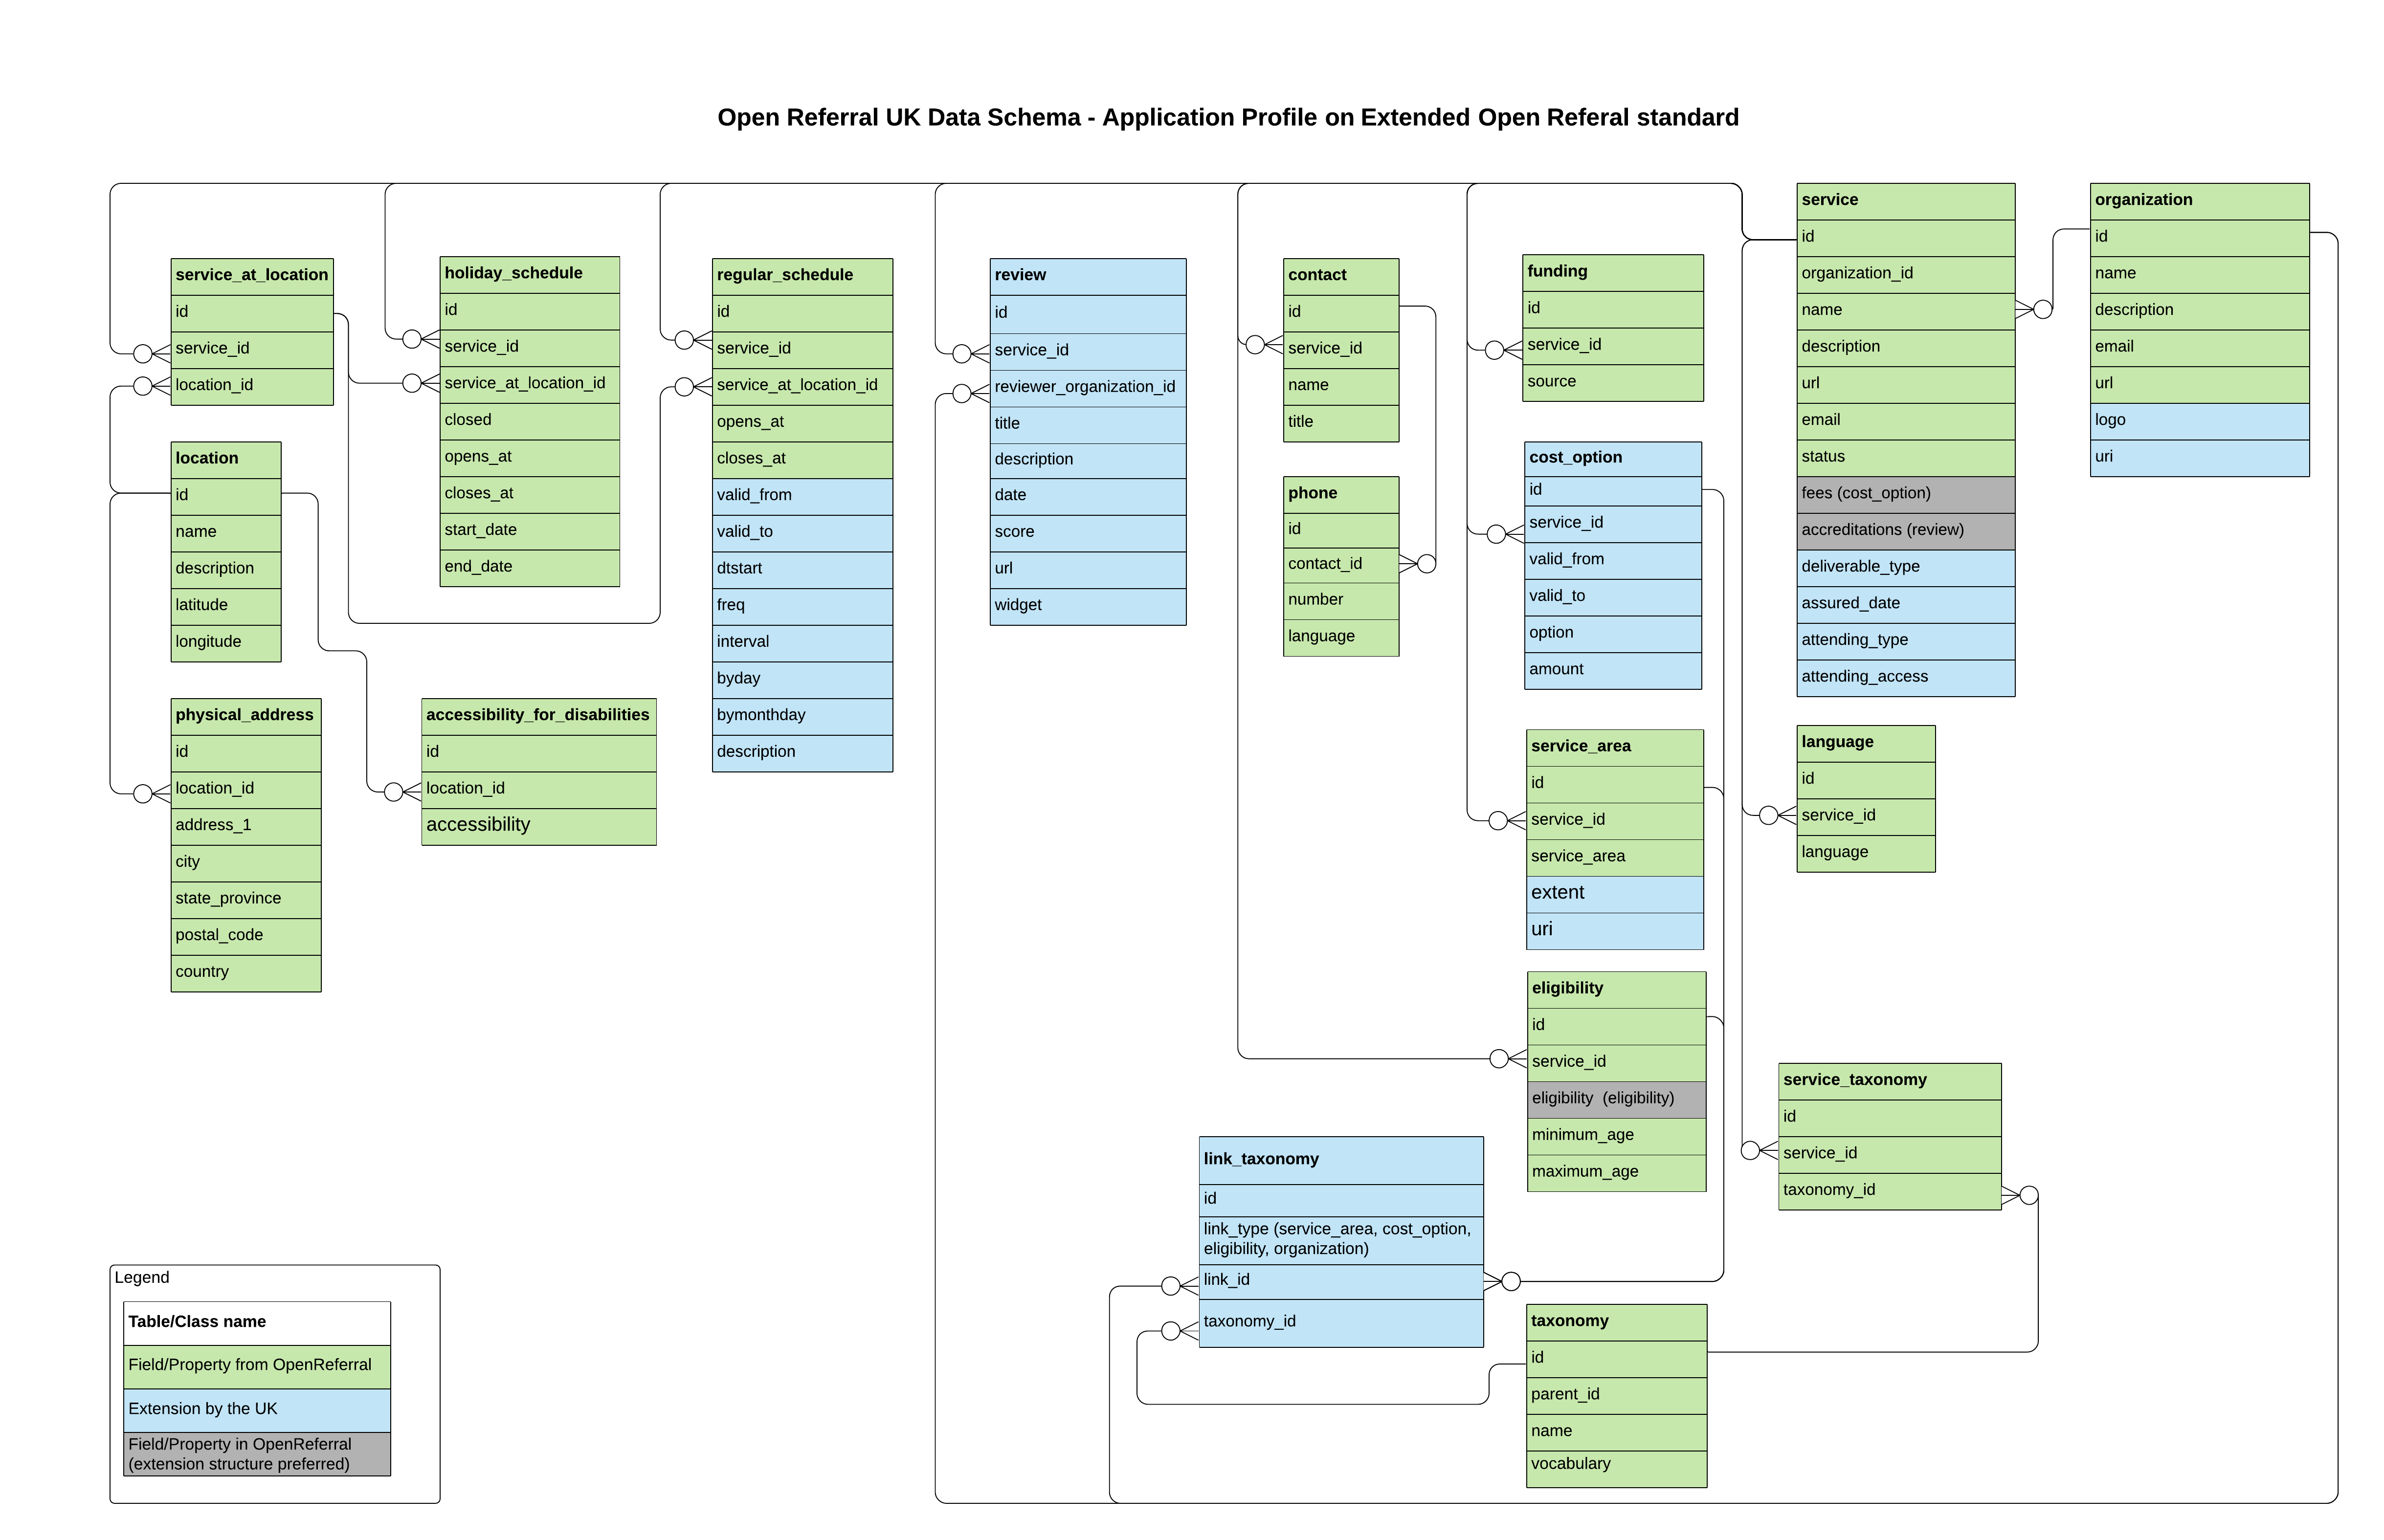 Open Referral UK Data Schema - Application Profile on Extended Open Referal standard
service_at_location
id
service_id
location_id
location
id
name
description
latitude
longitude
physical_address
id
location_id
address_1
city
state_province
postal_code
country
holiday_schedule
id
service_id
service_at_location_id
closed
opens_at
closes_at
start_date
end_date
accessibility_for_disabilities
id
location_id
accessibility
regular_schedule
id
service_id
service_at_location_id
opens_at
closes_at
valid_from
valid_to
dtstart
freq
interval
byday
bymonthday
description
review
id
service_id
reviewer_organization_id
title
description
date
score
url
widget
contact
id
service_id
name
title
phone
id
contact_id
number
language
funding
id
service_id
source
cost_option
id
service_id
valid_from
valid_to
option
amount
service_area
id
service_id
service_area
extent
uri
eligibility
id
service_id
eligibility  (eligibility)
minimum_age
maximum_age
link_taxonomy
id
link_type (service_area, cost_option,
eligibility, organization)
link_id
taxonomy_id
taxonomy
id
parent_id
name
vocabulary
service
id
organization_id
name
description
url
email
status
fees (cost_option)
accreditations (review)
deliverable_type
assured_date
attending_type
attending_access
language
id
service_id
language
service_taxonomy
id
service_id
taxonomy_id
organization
id
name
description
email
url
logo
uri
Legend
Table/Class name
Field/Property from OpenReferral
Extension by the UK
Field/Property in OpenReferral
(extension structure preferred)